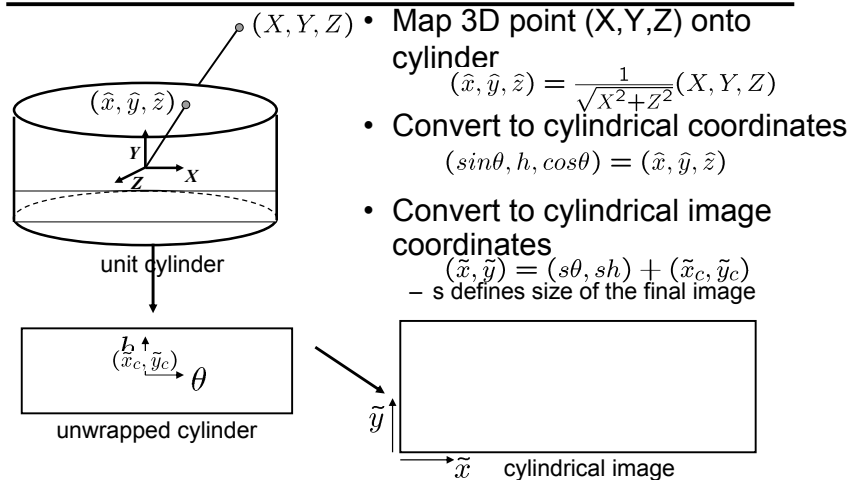 (X, Y, Z)
(x̂, ŷ, ẑ)
Y
Z
X
unit cylinder
h
(x̃c, ỹc)
θ
unwrapped cylinder
• Map 3D point (X,Y,Z) onto
cylinder
(x̂, ŷ, ẑ) = 1/√(X²+Z²) (X, Y, Z)
• Convert to cylindrical coordinates
(sinθ, h, cosθ) = (x̂, ŷ, ẑ)
• Convert to cylindrical image
coordinates
(x̃, ỹ) = (sθ, sh) + (x̃c, ỹc)
– s defines size of the final image
ỹ
x̃
cylindrical image